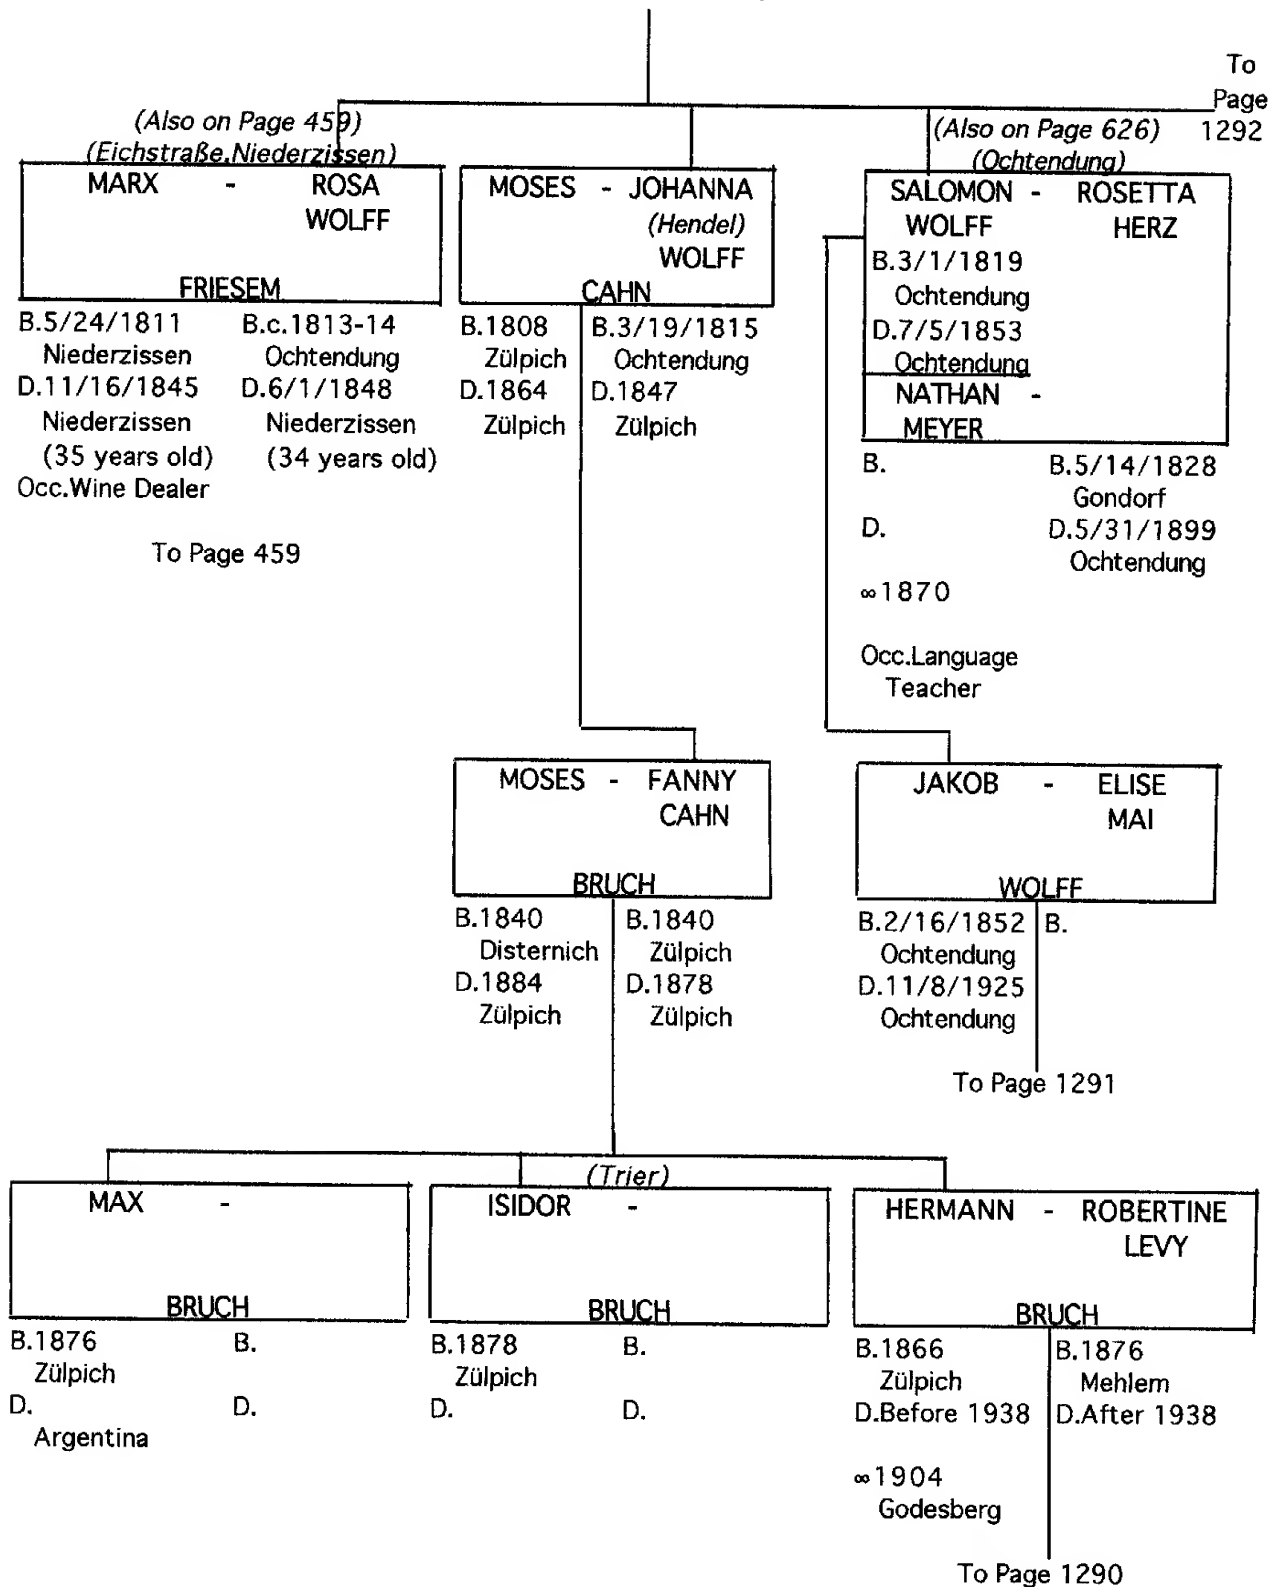 To
Page
1292
(Also on Page 459)
(Eichstraße,Niederzissen)
MARX - ROSA
WOLFF
FRIESEM
B.5/24/1811 B.c.1813-14
Niederzissen Ochtendung
D.11/16/1845 D.6/1/1848
Niederzissen Niederzissen
(35 years old) (34 years old)
Occ.Wine Dealer
To Page 459
MOSES - JOHANNA
(Hendel)
WOLFF
CAHN
B.1808 B.3/19/1815
Zülpich Ochtendung
D.1864 D.1847
Zülpich Zülpich
(Also on Page 626)
(Ochtendung)
SALOMON - ROSETTA
WOLFF HERZ
B.3/1/1819
Ochtendung
D.7/5/1853
Ochtendung
NATHAN -
MEYER
B. B.5/14/1828
Gondorf
D. D.5/31/1899
Ochtendung
∞1870
Occ.Language
Teacher
MOSES - FANNY
CAHN
BRUCH
B.1840 B.1840
Disternich Zülpich
D.1884 D.1878
Zülpich Zülpich
JAKOB - ELISE
MAI
WOLFF
B.2/16/1852 B.
Ochtendung
D.11/8/1925
Ochtendung
To Page 1291
MAX -
BRUCH
B.1876 B.
Zülpich
D. D.
Argentina
(Trier)
ISIDOR -
BRUCH
B.1878 B.
Zülpich
D. D.
HERMANN - ROBERTINE
LEVY
BRUCH
B.1866 B.1876
Zülpich Mehlem
D.Before 1938 D.After 1938
∞1904
Godesberg
To Page 1290